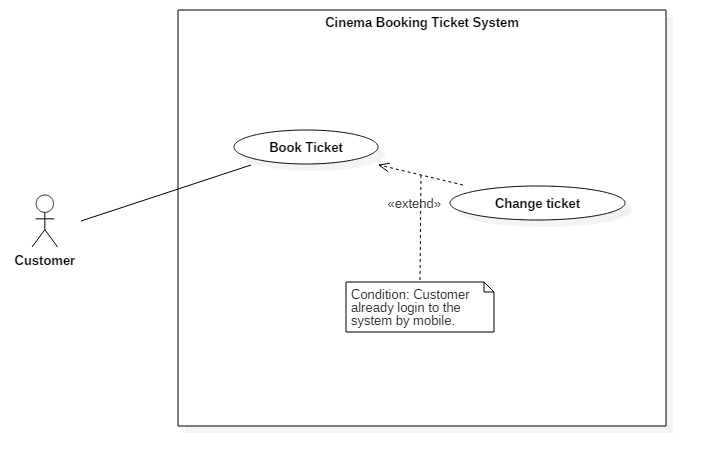 Cinema Booking Ticket System
Book Ticket
«extend»
Change ticket
Customer
Condition: Customer
already login to the
system by mobile.